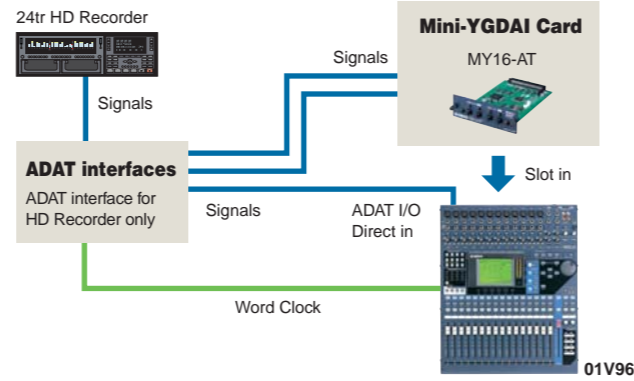 24tr HD Recorder
Mini-YGDAI Card
MY16-AT
Signals
Signals
ADAT interfaces
ADAT interface for
HD Recorder only
Signals
ADAT I/O
Direct in
Slot in
Word Clock
01V96